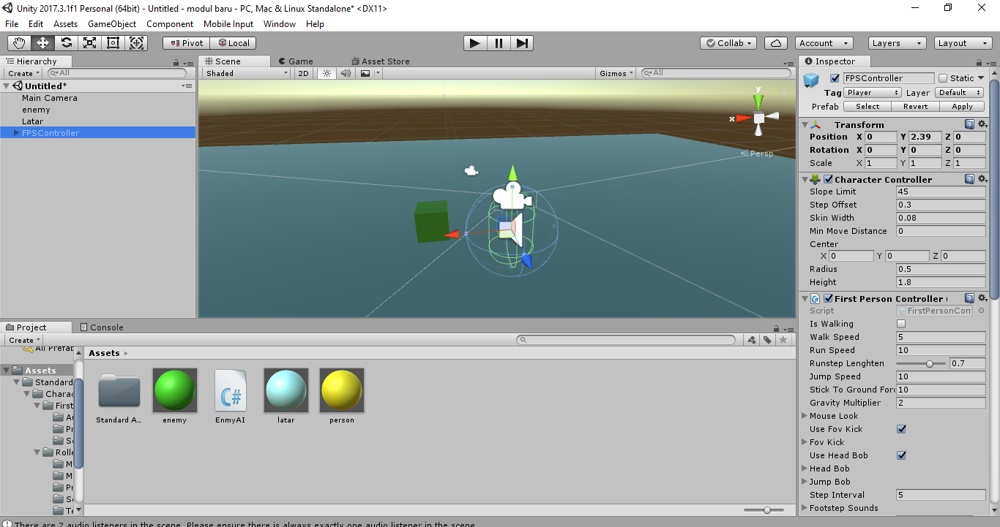 Unity 2017.3.1f1 Personal (64bit) - Untitled - modul baru - PC, Mac & Linux Standalone* <DX11>
File Edit Assets GameObject Component Mobile Input Window Help
Pivot Local Collab Account Layers Layout
Hierarchy
Create All
Untitled*
Main Camera
enemy
Latar
FPSController
Scene Game Asset Store
Shaded 2D Gizmos All
y
x
Persp
Inspector
FPSController Static
Tag Player Layer Default
Prefab Select Revert Apply
Transform
Position X 0 Y 2.39 Z 0
Rotation X 0 Y 0 Z 0
Scale X 1 Y 1 Z 1
Character Controller
Slope Limit 45
Step Offset 0.3
Skin Width 0.08
Min Move Distance 0
Center
X 0 Y 0 Z 0
Radius 0.5
Height 1.8
C# First Person Controller (
Script FirstPersonCon
Is Walking
Walk Speed 5
Run Speed 10
Runstep Lenghten 0.7
Jump Speed 10
Stick To Ground Forc 10
Gravity Multiplier 2
Mouse Look
Use Fov Kick
Fov Kick
Use Head Bob
Head Bob
Jump Bob
Step Interval 5
Footstep Sounds
Project Console
Create
All Prefab
Assets
Standard
Charac
First
Au
Pr
Sc
Rolle
M
M
Pr
Sc
Te
Assets
C#
Standard A... enemy EnmyAI latar person
There are 2 audio listeners in the scene. Please ensure there is always exactly one audio listener in the scene.